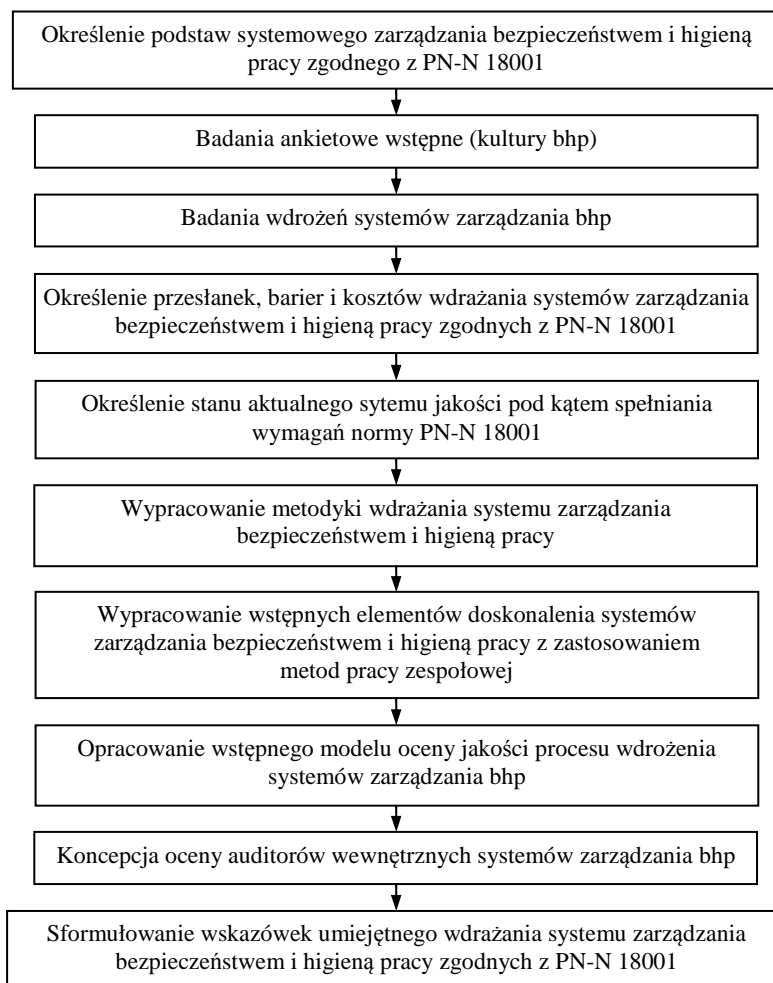 Określenie podstaw systemowego zarządzania bezpieczeństwem i higieną
pracy zgodnego z PN-N 18001
Badania ankietowe wstępne (kultury bhp)
Badania wdrożeń systemów zarządzania bhp
Określenie przesłanek, barier i kosztów wdrażania systemów zarządzania
bezpieczeństwem i higieną pracy zgodnych z PN-N 18001
Określenie stanu aktualnego sytemu jakości pod kątem spełniania
wymagań normy PN-N 18001
Wypracowanie metodyki wdrażania systemu zarządzania
bezpieczeństwem i higieną pracy
Wypracowanie wstępnych elementów doskonalenia systemów
zarządzania bezpieczeństwem i higieną pracy z zastosowaniem
metod pracy zespołowej
Opracowanie wstępnego modelu oceny jakości procesu wdrożenia
systemów zarządzania bhp
Koncepcja oceny auditorów wewnętrznych systemów zarządzania bhp
Sformułowanie wskazówek umiejętnego wdrażania systemu zarządzania
bezpieczeństwem i higieną pracy zgodnych z PN-N 18001